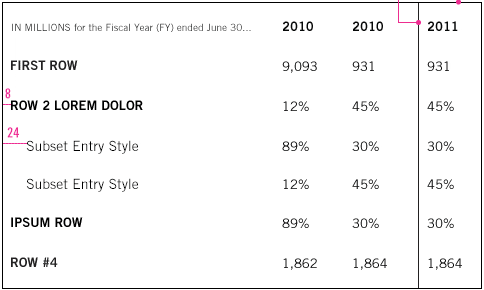 IN MILLIONS for the Fiscal Year (FY) ended June 30... 2010 2010 2011
FIRST ROW 9,093 931 931
8
ROW 2 LOREM DOLOR 12% 45% 45%
24
Subset Entry Style 89% 30% 30%
Subset Entry Style 12% 45% 45%
IPSUM ROW 89% 30% 30%
ROW #4 1,862 1,864 1,864